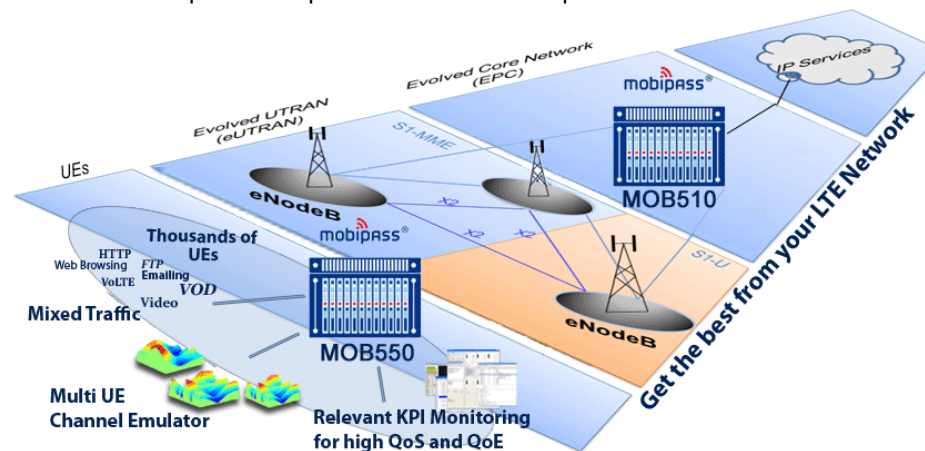 IP Services
Evolved Core Network
(EPC)
mobipass®
MOB510
Evolved UTRAN
(eUTRAN)
S1-MME
UEs
eNodeB
X2
X2
X2
S1-U
eNodeB
mobipass®
MOB550
Thousands of
UEs
HTTP
Web Browsing
FTP
Emailing
VoLTE
VOD
Video
Mixed Traffic
Multi UE
Channel Emulator
Relevant KPI Monitoring
for high QoS and QoE
Get the best from your LTE Network